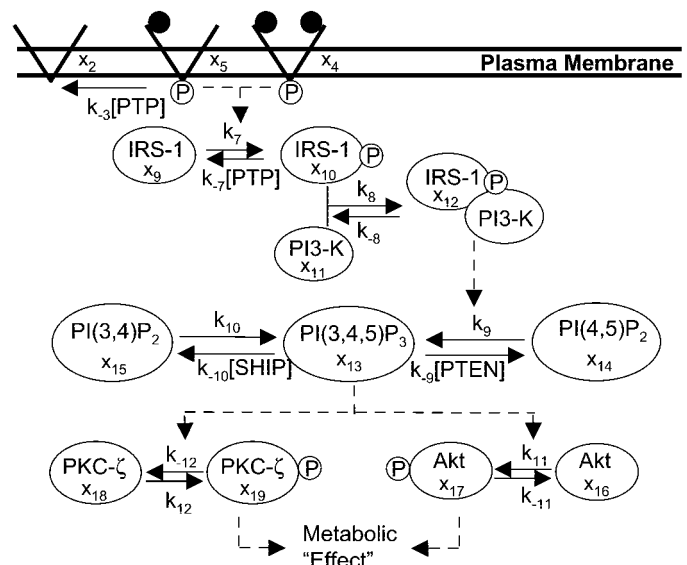 x2 x5 x4
Plasma Membrane
P P
k-3[PTP]
k7
IRS-1 IRS-1 P
x9 x10
k-7[PTP]
IRS-1 P
x12
k8
PI3-K
k-8
PI3-K
x11
k10 k9
PI(3,4)P2 PI(3,4,5)P3 PI(4,5)P2
x15 x13 x14
k-10[SHIP] k-9[PTEN]
k-12 k11
PKC-ζ PKC-ζ P P Akt Akt
x18 x19 x17 x16
k12 k-11
Metabolic
"Effect"